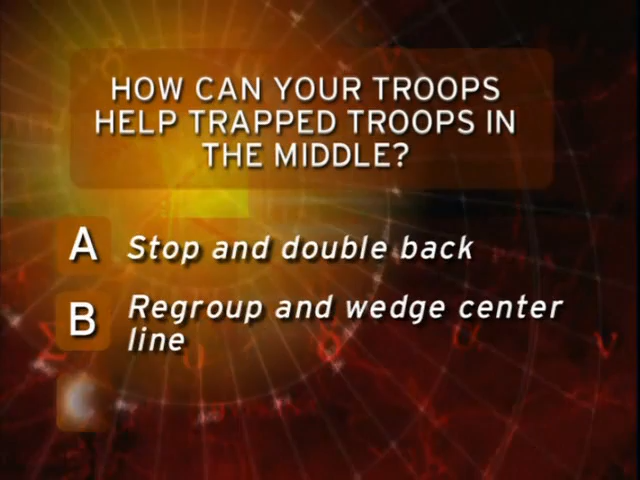 HOW CAN YOUR TROOPS
HELP TRAPPED TROOPS IN
THE MIDDLE?
A Stop and double back
B Regroup and wedge center
line
C